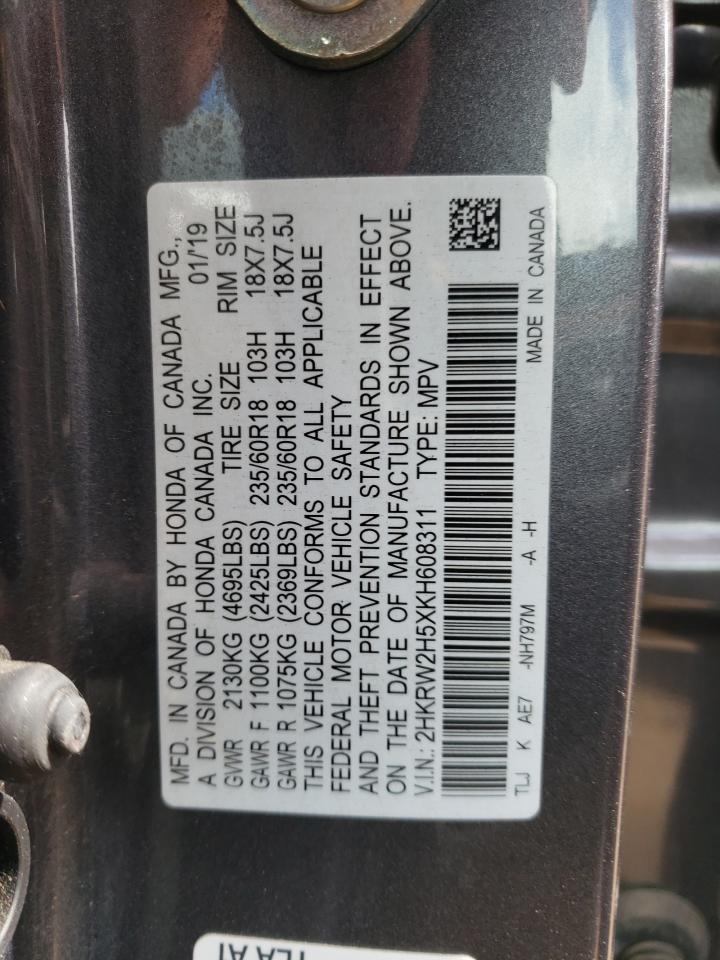 MFD. IN CANADA BY HONDA OF CANADA MFG.,
A DIVISION OF HONDA CANADA INC. 01/19
GVWR 2130KG (4695LBS) TIRE SIZE RIM SIZE
GAWR F 1100KG (2425LBS) 235/60R18 103H 18X7.5J
GAWR R 1075KG (2369LBS) 235/60R18 103H 18X7.5J
THIS VEHICLE CONFORMS TO ALL APPLICABLE
FEDERAL MOTOR VEHICLE SAFETY
AND THEFT PREVENTION STANDARDS IN EFFECT
ON THE DATE OF MANUFACTURE SHOWN ABOVE.
V.I.N.: 2HKRW2H5XKH608311 TYPE: MPV
TLJ K AE7 -NH797M -A -H MADE IN CANADA